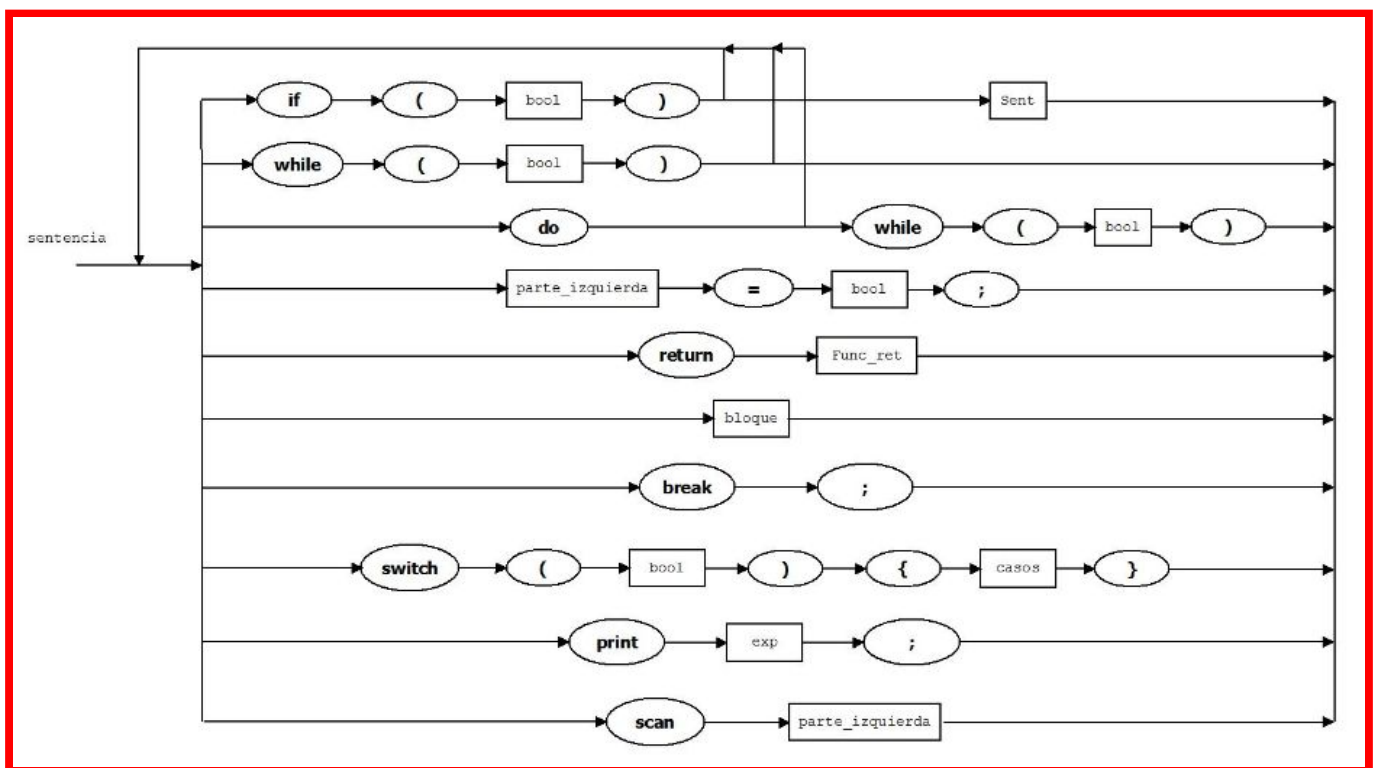 if ( bool ) Sent
while ( bool )
do while ( bool )
sentencia
parte_izquierda = bool ;
return Func_ret
bloque
break ;
switch ( bool ) { casos }
print exp ;
scan parte_izquierda